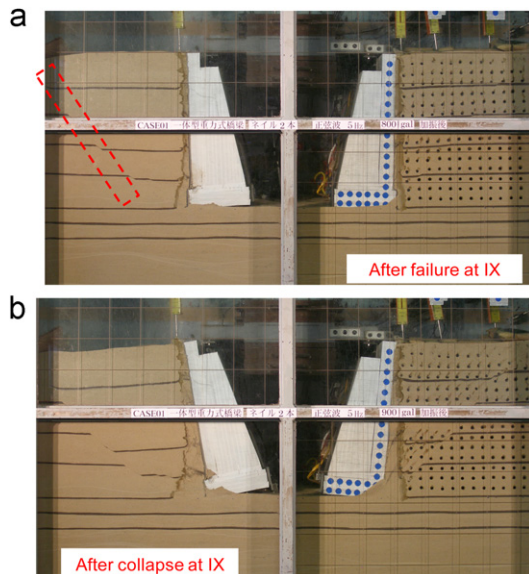 a
CASE01 一体型重力式橋梁 ネイル2本 正弦波 5Hz 800gal 加振後
After failure at IX
b
CASE01 一体型重力式橋梁 ネイル2本 正弦波 5Hz 900gal 加振後
After collapse at IX